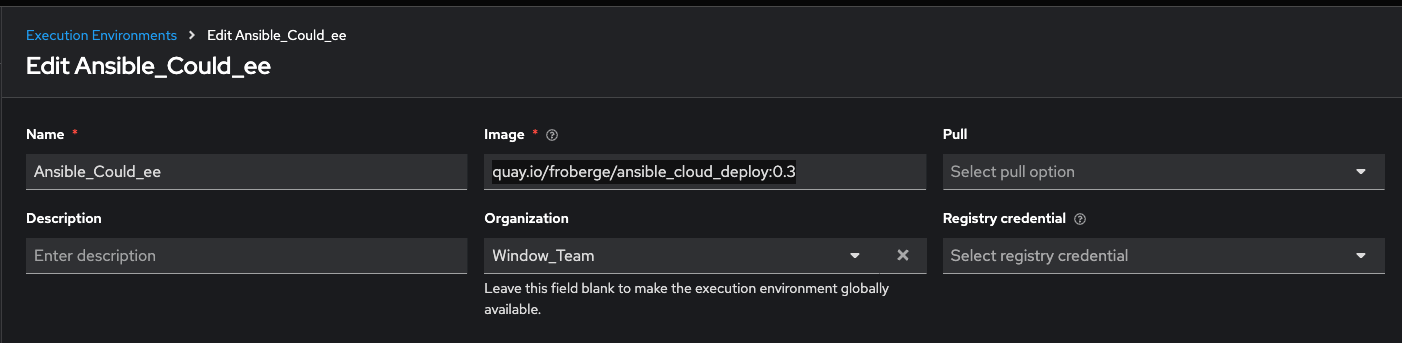 Execution Environments > Edit Ansible_Could_ee
Edit Ansible_Could_ee
Name *
Ansible_Could_ee
Image *
quay.io/froberge/ansible_cloud_deploy:0.3
Pull
Select pull option
Description
Enter description
Organization
Window_Team
Leave this field blank to make the execution environment globally
available.
Registry credential
Select registry credential